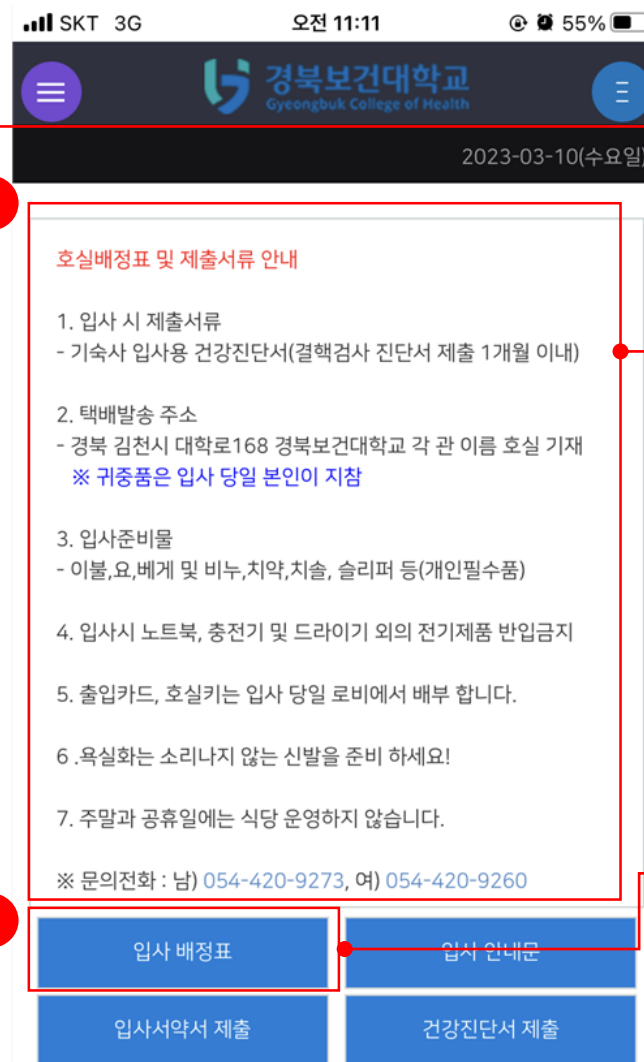 SKT 3G 오전 11:11 55%
경북보건대학교
Gyeongbuk College of Health
2023-03-10(수요일)
호실배정표 및 제출서류 안내
1. 입사 시 제출서류
- 기숙사 입사용 건강진단서(결핵검사 진단서 제출 1개월 이내)
2. 택배발송 주소
- 경북 김천시 대학로168 경북보건대학교 각 관 이름 호실 기재
※ 귀중품은 입사 당일 본인이 지참
3. 입사준비물
- 이불,요,베게 및 비누,치약,치솔, 슬리퍼 등(개인필수품)
4. 입사시 노트북, 충전기 및 드라이기 외의 전기제품 반입금지
5. 출입카드, 호실키는 입사 당일 로비에서 배부 합니다.
6 .욕실화는 소리나지 않는 신발을 준비 하세요!
7. 주말과 공휴일에는 식당 운영하지 않습니다.
※ 문의전화 : 남) 054-420-9273, 여) 054-420-9260
입사 배정표 입사 안내문
입사서약서 제출 건강진단서 제출